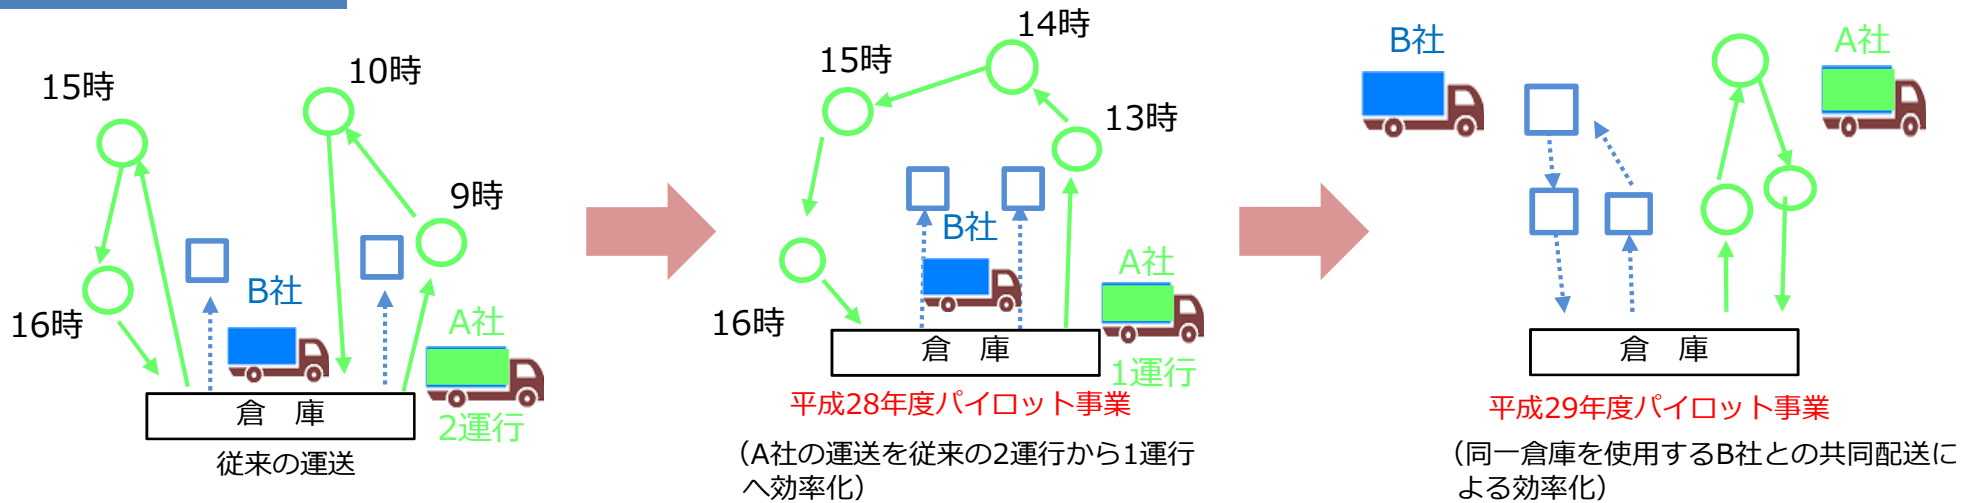 15時
10時
9時
16時
B社
A社
2運行
倉　庫
従来の運送
14時
15時
13時
16時
B社
A社
1運行
倉　庫
平成28年度パイロット事業
（A社の運送を従来の2運行から1運行
へ効率化）
B社
A社
倉　庫
平成29年度パイロット事業
（同一倉庫を使用するB社との共同配送に
よる効率化）